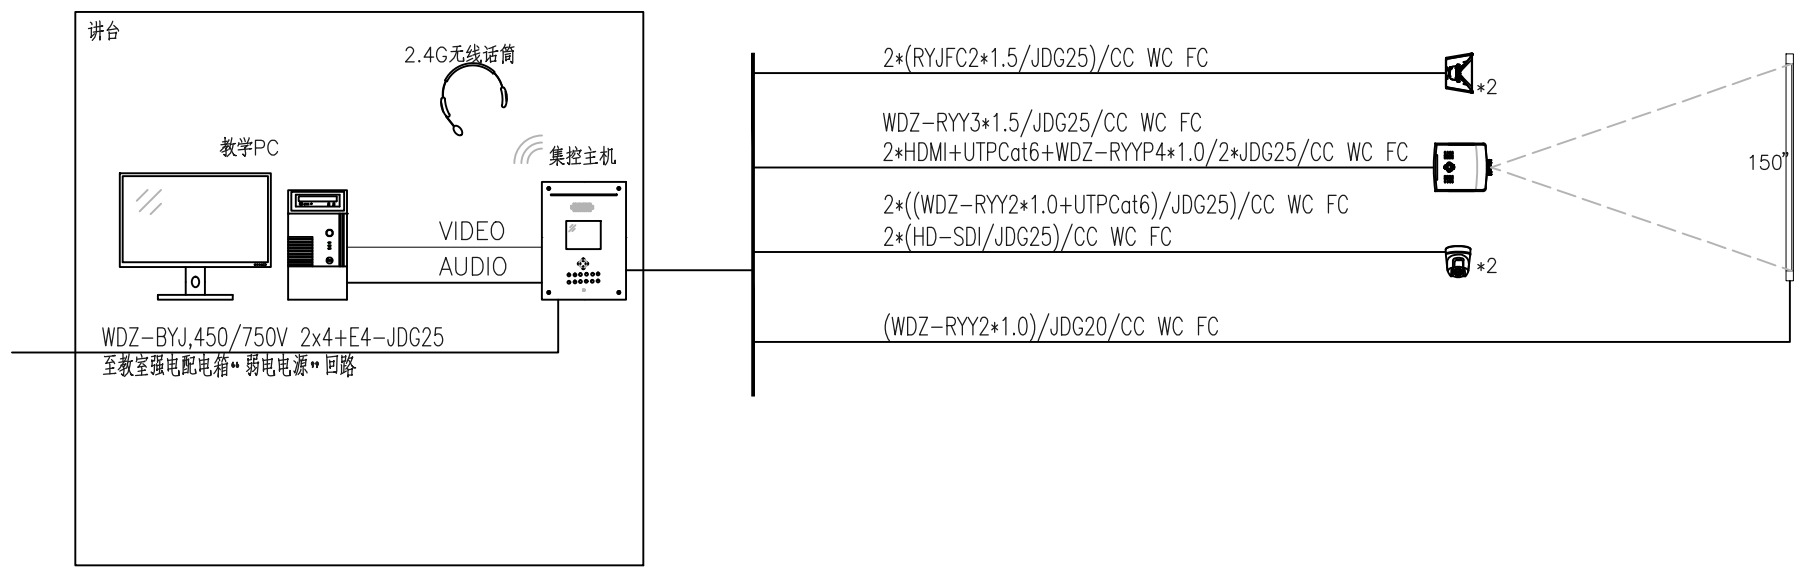 讲台
2.4G无线话筒
教学PC
集控主机
VIDEO
AUDIO
WDZ-BYJ,450/750V 2x4+E4-JDG25
至教室强电配电箱“弱电电源”回路
2*(RYJFC2*1.5/JDG25)/CC WC FC
*2
WDZ-RYY3*1.5/JDG25/CC WC FC
2*HDMI+UTPCat6+WDZ-RYYP4*1.0/2*JDG25/CC WC FC
150"
2*((WDZ-RYY2*1.0+UTPCat6)/JDG25)/CC WC FC
2*(HD-SDI/JDG25)/CC WC FC
*2
(WDZ-RYY2*1.0)/JDG20/CC WC FC